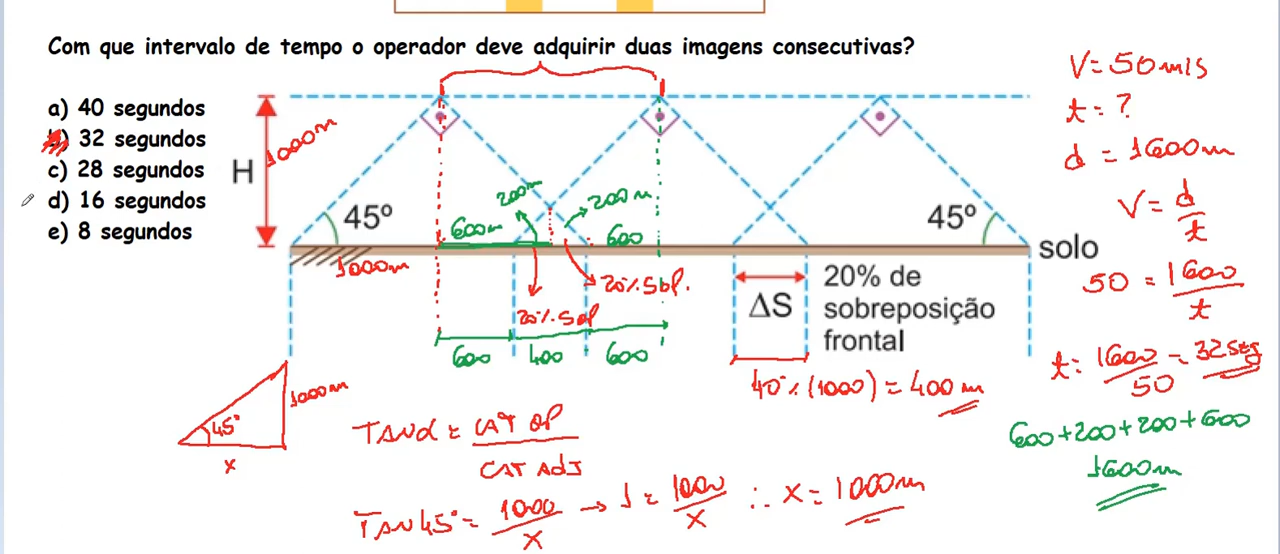 Com que intervalo de tempo o operador deve adquirir duas imagens consecutivas?
a) 40 segundos
b) 32 segundos
c) 28 segundos
d) 16 segundos
e) 8 segundos
H
1000m
45º
1000m
600m
200m
200m
600
20% Sol
20% Sol.
45º
solo
ΔS
20% de
sobreposição
frontal
600
400
600
40% (1000) = 400 m
V = 50 m/s
t = ?
d = 1600m
V = d/t
50 = 1600/t
t = 1600/50 = 32 seg
600+200+200+600
1600m
45°
1000m
x
TAN α = CAT OP / CAT ADJ
TAN 45° = 1000/x → 1 = 1000/x ∴ x = 1000m